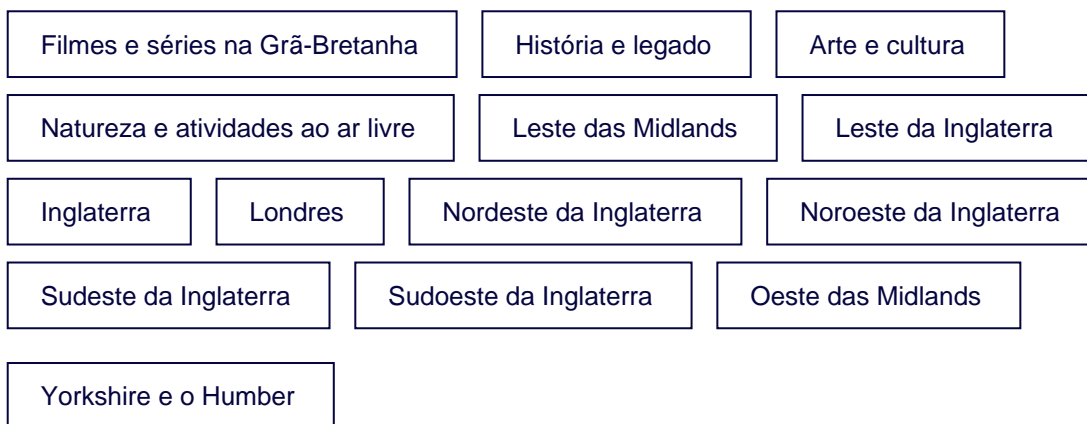 Filmes e séries na Grã-Bretanha História e legado Arte e cultura
Natureza e atividades ao ar livre Leste das Midlands Leste da Inglaterra
Inglaterra Londres Nordeste da Inglaterra Noroeste da Inglaterra
Sudeste da Inglaterra Sudoeste da Inglaterra Oeste das Midlands
Yorkshire e o Humber